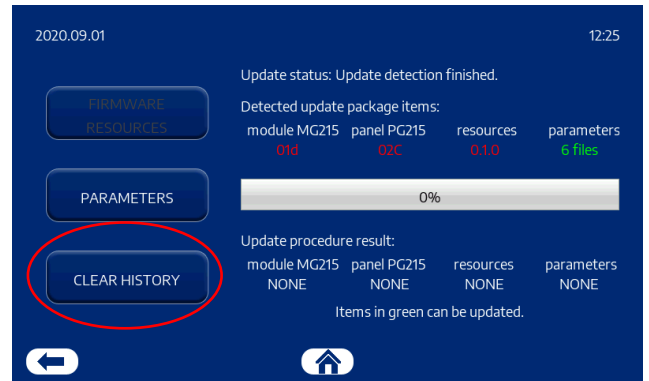 2020.09.01 12:25
Update status: Update detection finished.
FIRMWARE
RESOURCES
Detected update package items:
module MG215 panel PG215 resources parameters
01d 02C 0.1.0 6 files
PARAMETERS
0%
Update procedure result:
CLEAR HISTORY
module MG215 panel PG215 resources parameters
NONE NONE NONE NONE
Items in green can be updated.